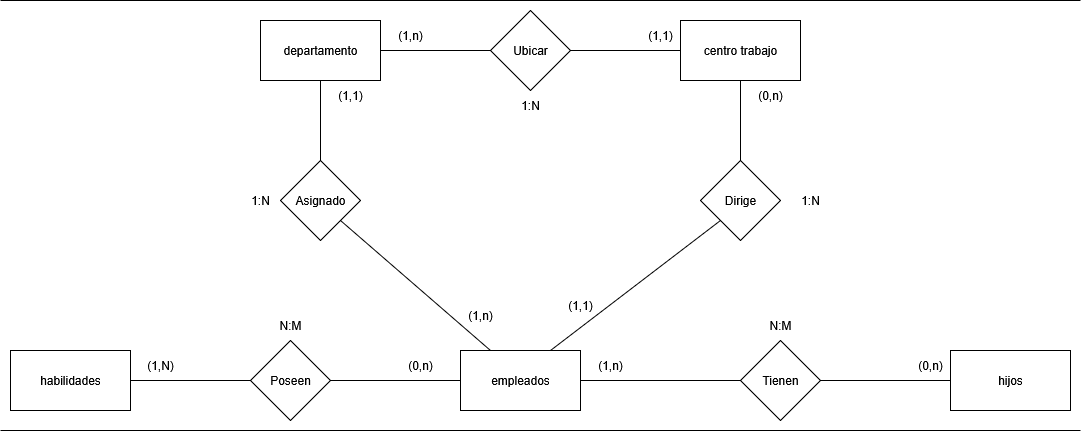 departamento
(1,n)
Ubicar
(1,1)
centro trabajo
(1,1)
1:N
(0,n)
1:N
Asignado
Dirige
1:N
(1,n)
(1,1)
N:M
N:M
habilidades
(1,N)
Poseen
(0,n)
empleados
(1,n)
Tienen
(0,n)
hijos